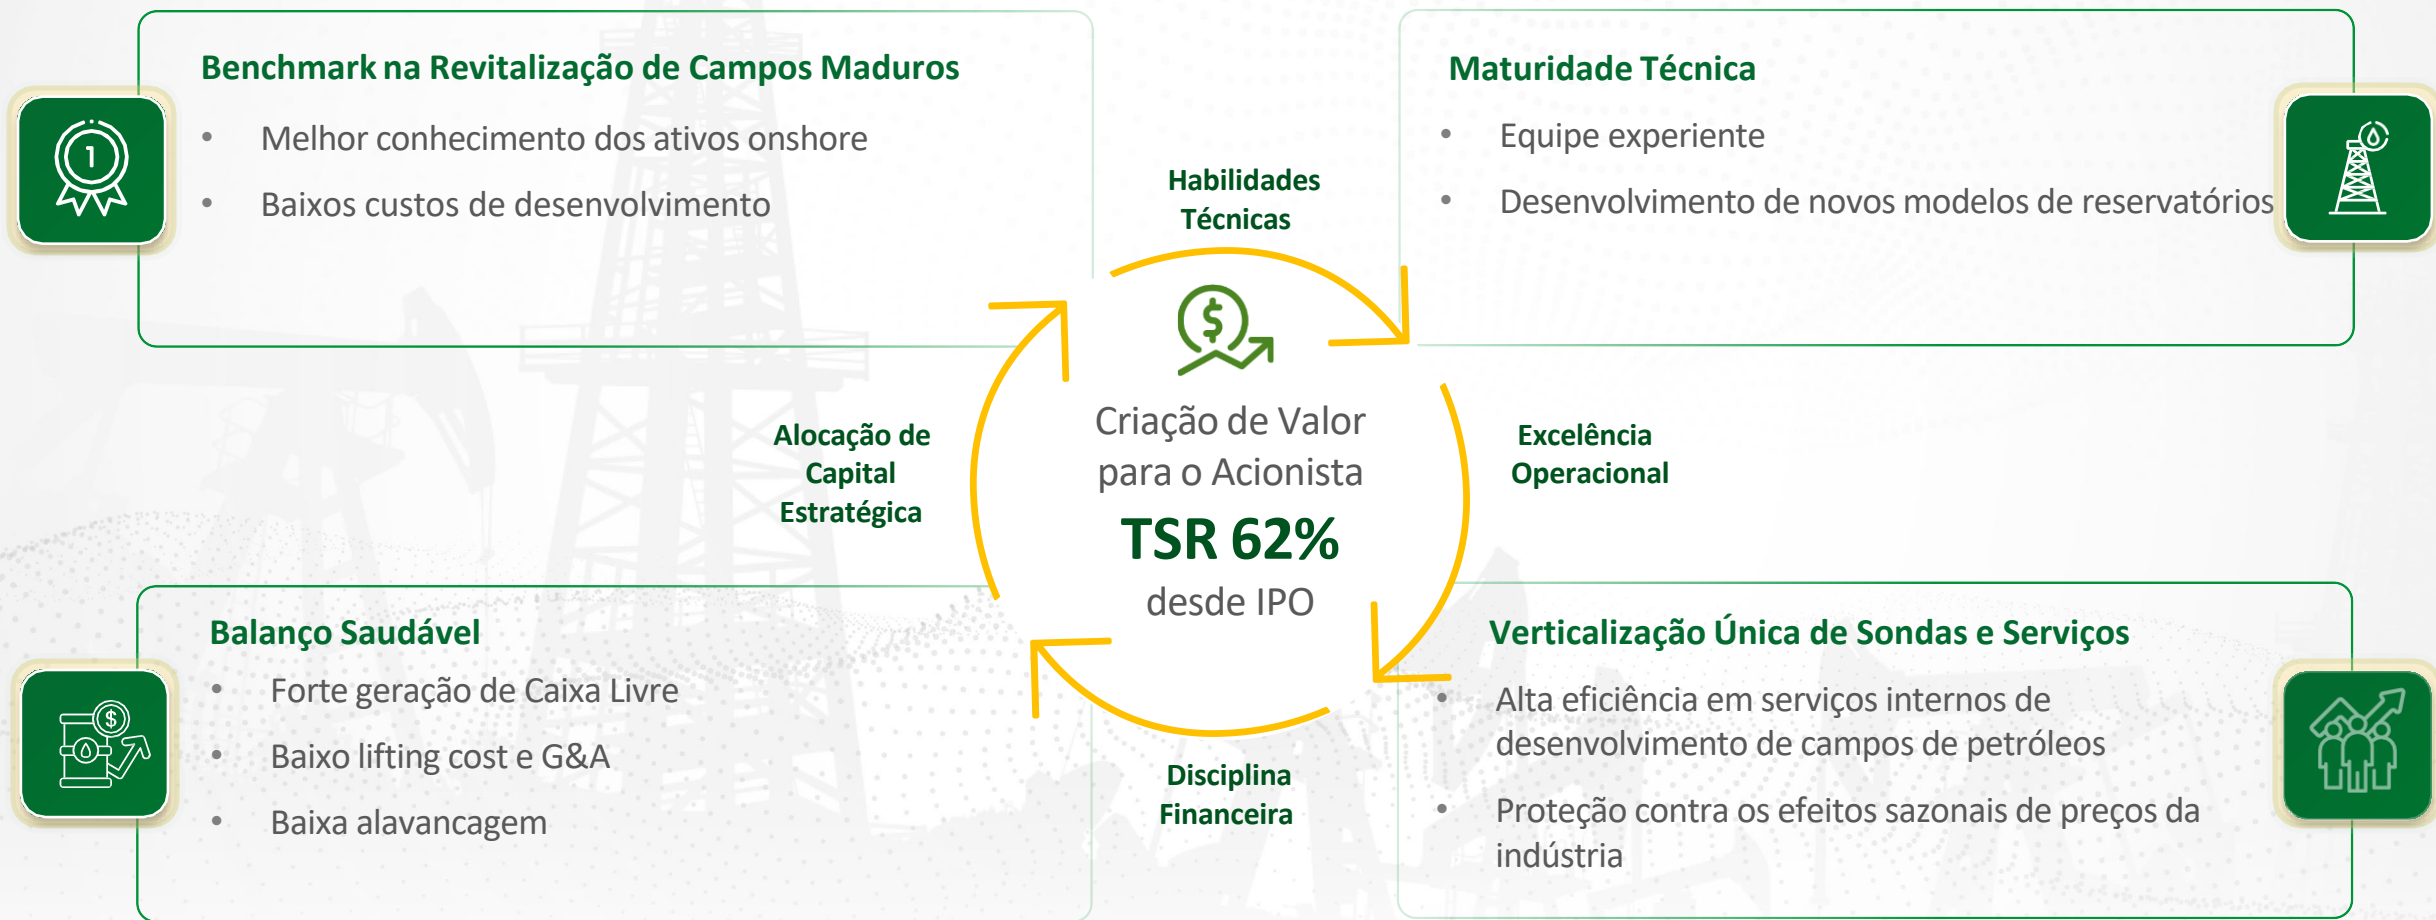 Benchmark na Revitalização de Campos Maduros
• Melhor conhecimento dos ativos onshore
• Baixos custos de desenvolvimento
1
Maturidade Técnica
• Equipe experiente
• Desenvolvimento de novos modelos de reservatórios
Habilidades
Técnicas
Alocação de
Capital
Estratégica
$
Criação de Valor
para o Acionista
TSR 62%
desde IPO
Excelência
Operacional
Disciplina
Financeira
Balanço Saudável
• Forte geração de Caixa Livre
• Baixo lifting cost e G&A
• Baixa alavancagem
$
Verticalização Única de Sondas e Serviços
• Alta eficiência em serviços internos de
desenvolvimento de campos de petróleos
• Proteção contra os efeitos sazonais de preços da
indústria